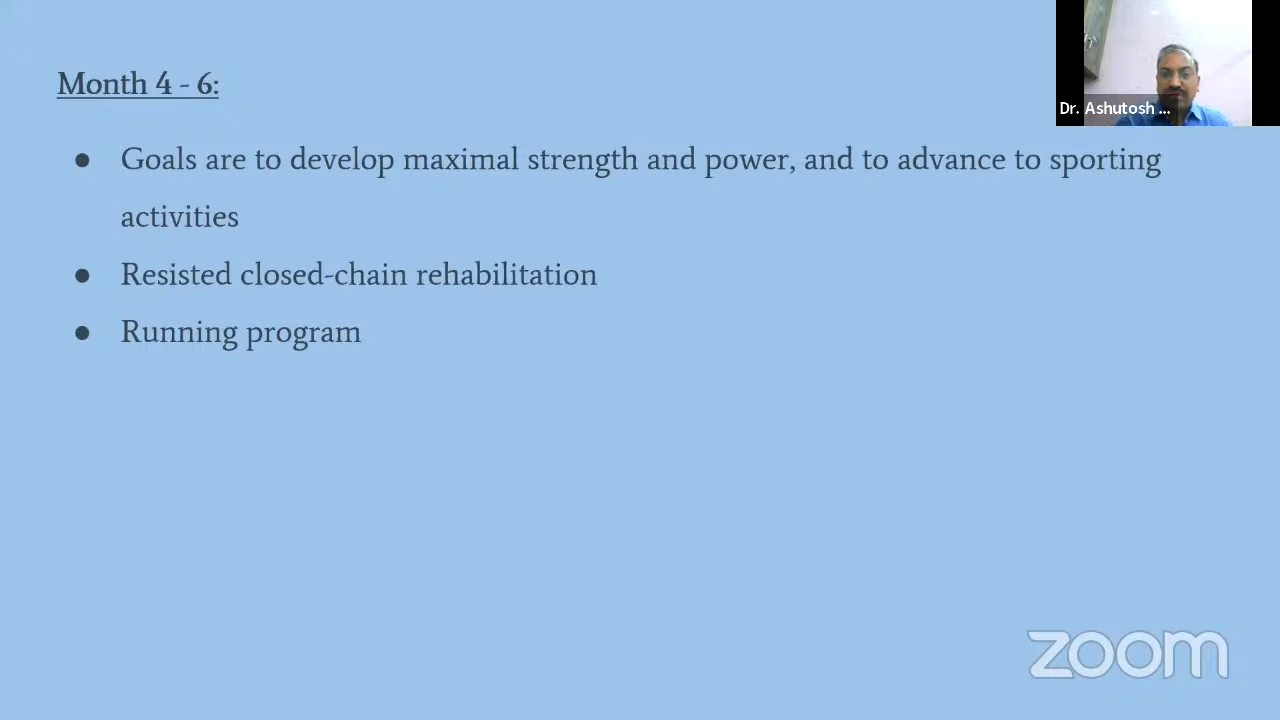 Month 4 - 6:
● Goals are to develop maximal strength and power, and to advance to sporting
activities
● Resisted closed-chain rehabilitation
● Running program
Dr. Ashutosh ...
zoom